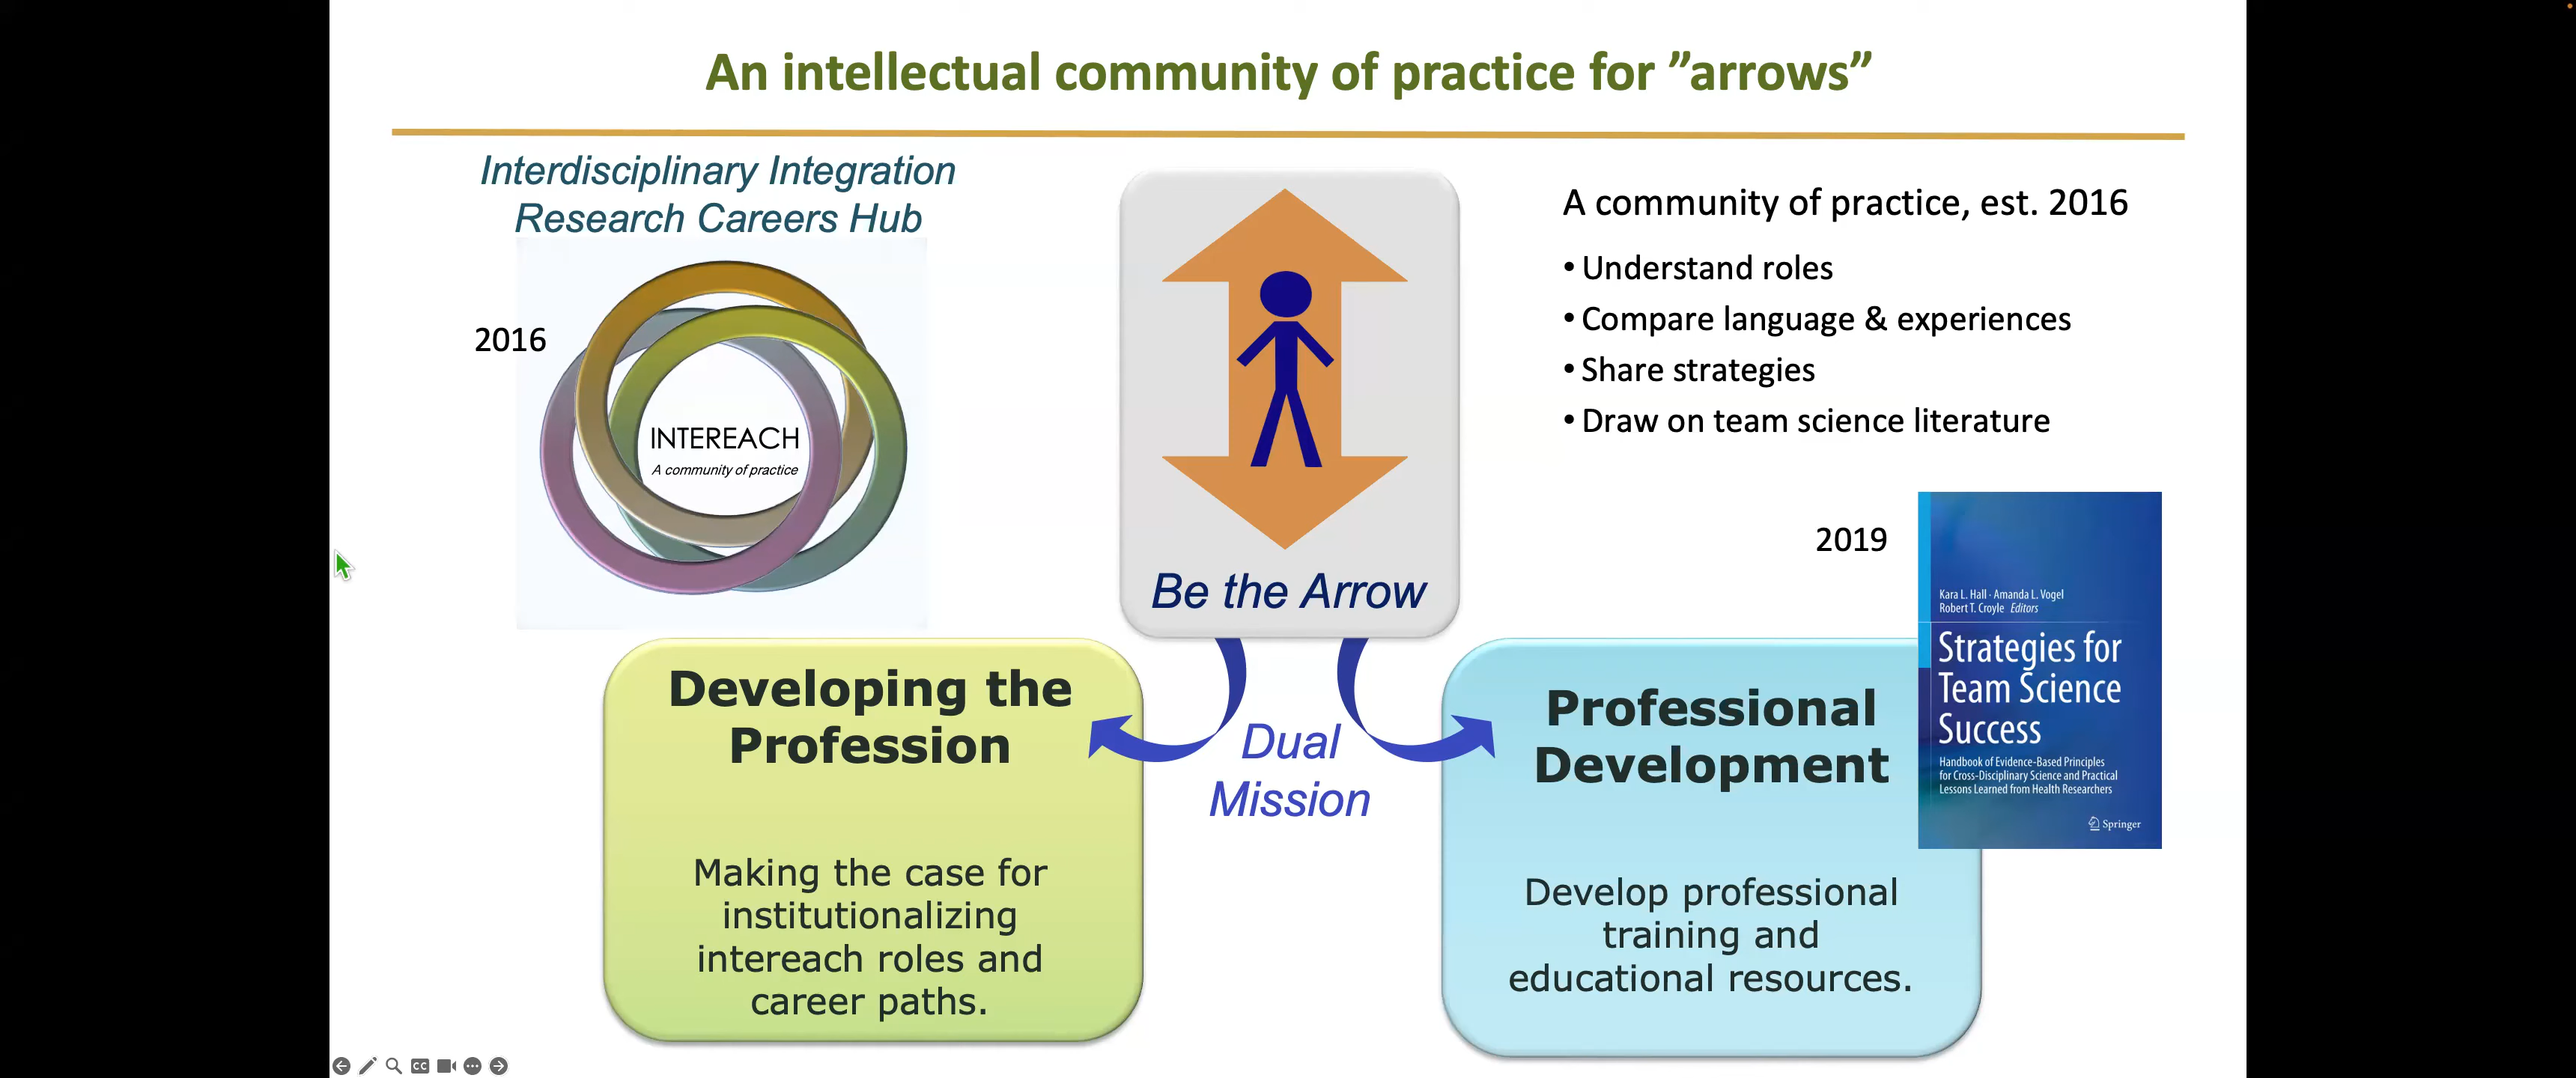 An intellectual community of practice for ”arrows”
Interdisciplinary Integration
Research Careers Hub
2016
INTEREACH
A community of practice
Be the Arrow
A community of practice, est. 2016
• Understand roles
• Compare language & experiences
• Share strategies
• Draw on team science literature
2019
Kara L. Hall · Amanda L. Vogel
Robert T. Croyle Editors
Strategies for
Team Science
Success
Handbook of Evidence-Based Principles
for Cross-Disciplinary Science and Practical
Lessons Learned from Health Researchers
Springer
Developing the
Profession
Making the case for
institutionalizing
intereach roles and
career paths.
Dual
Mission
Professional
Development
Develop professional
training and
educational resources.
CC